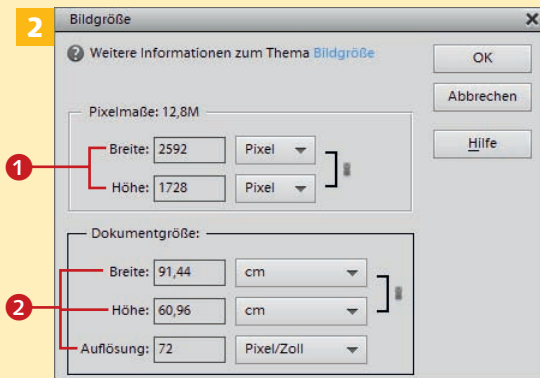 2
Bildgröße
Weitere Informationen zum Thema Bildgröße
OK
Abbrechen
Hilfe
Pixelmaße: 12,8M
1
Breite: 2592 Pixel
Höhe: 1728 Pixel
Dokumentgröße:
2
Breite: 91,44 cm
Höhe: 60,96 cm
Auflösung: 72 Pixel/Zoll